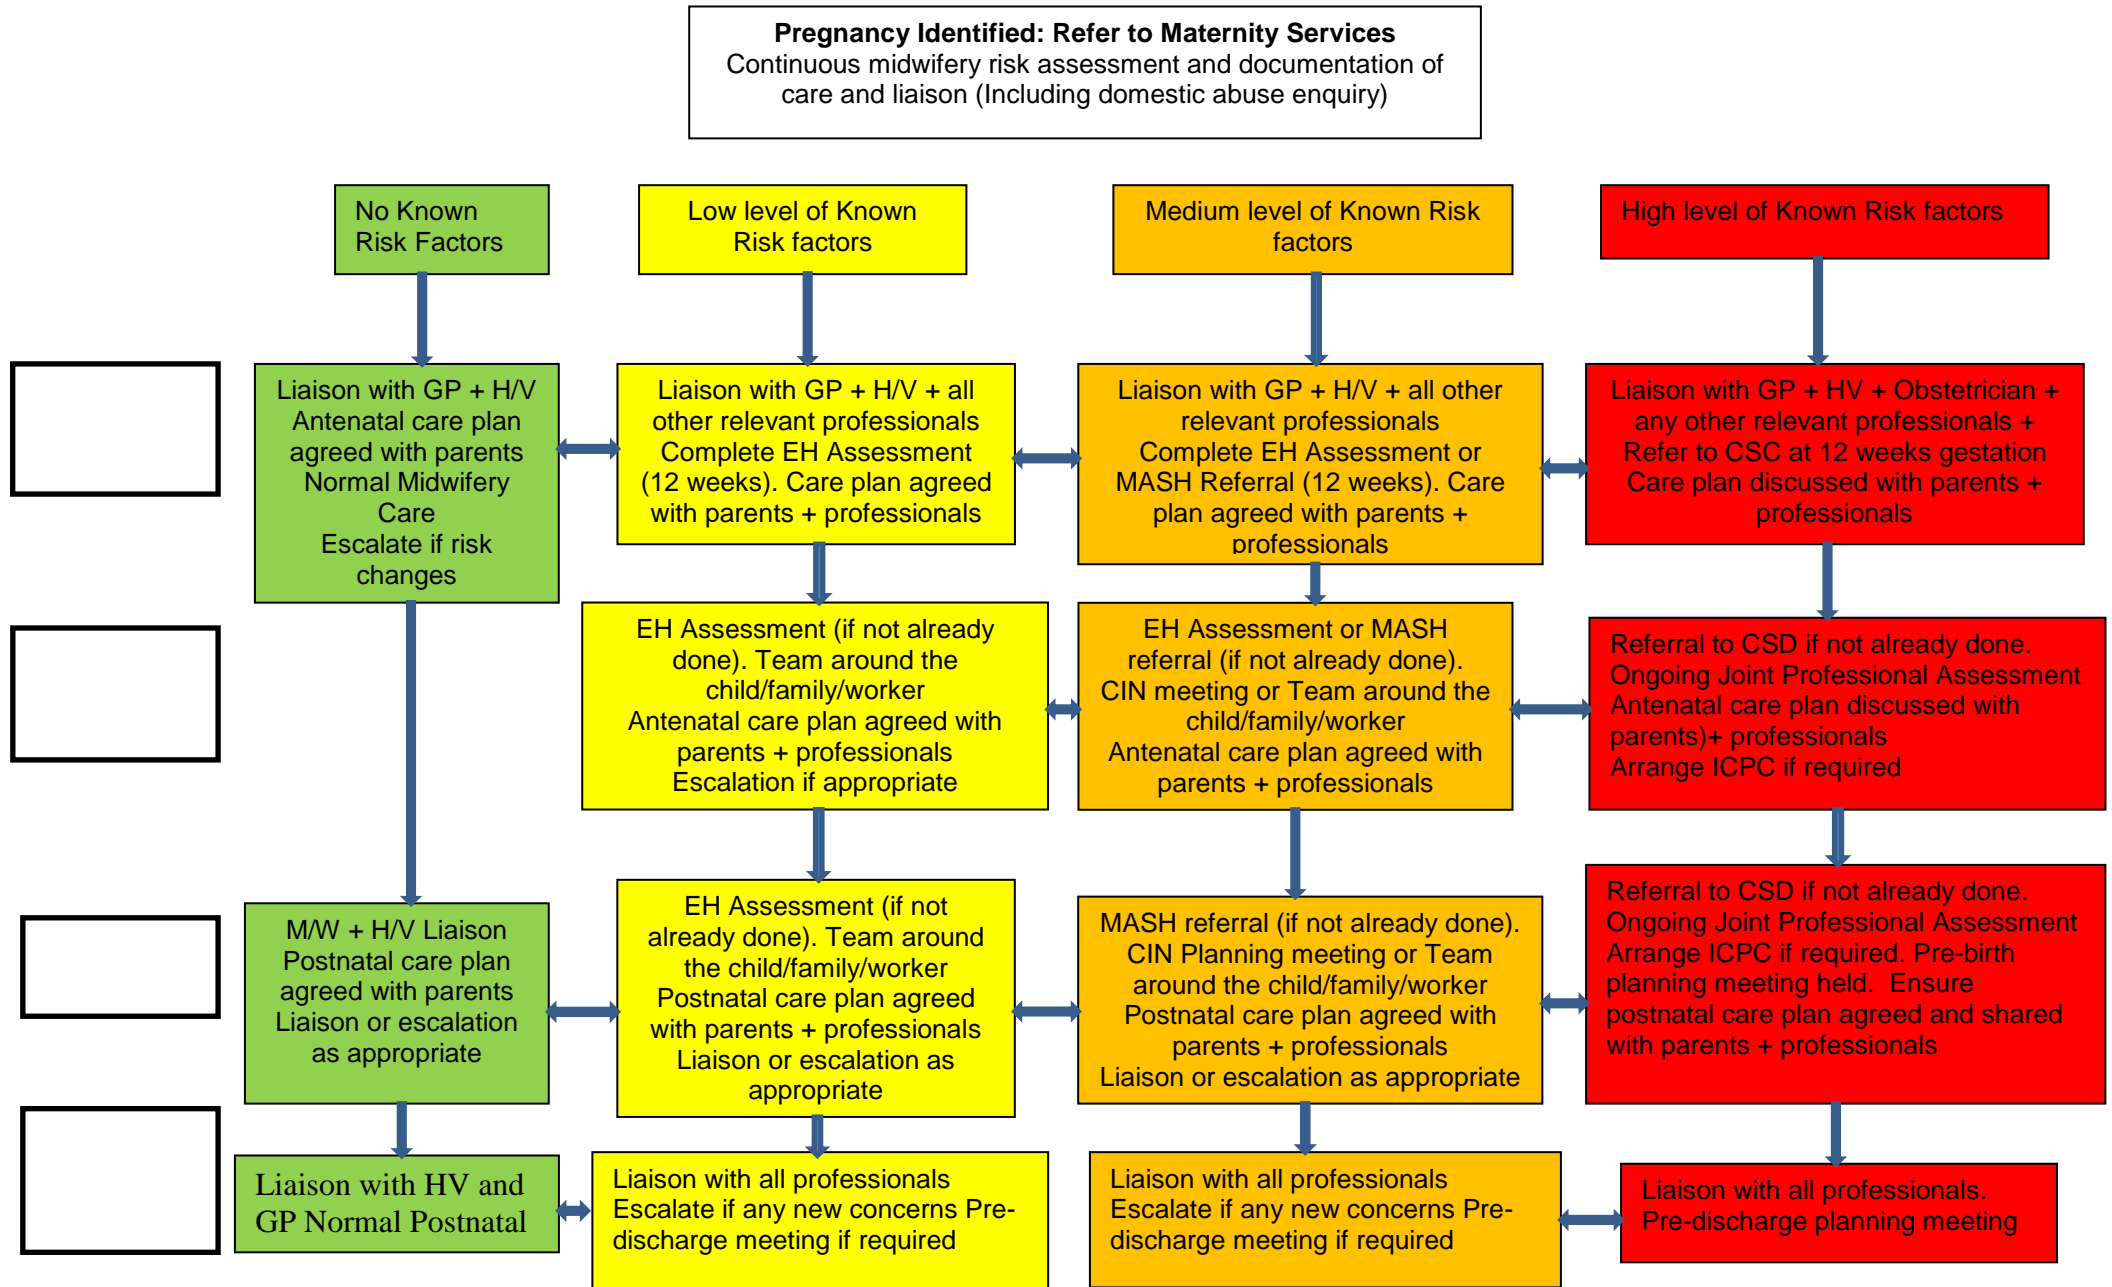 Pregnancy Identified: Refer to Maternity Services
Continuous midwifery risk assessment and documentation of
care and liaison (Including domestic abuse enquiry)
No Known
Risk Factors
Low level of Known
Risk factors
Medium level of Known Risk
factors
High level of Known Risk factors
Liaison with GP + H/V
Antenatal care plan
agreed with parents
Normal Midwifery
Care
Escalate if risk
changes
Liaison with GP + H/V + all
other relevant professionals
Complete EH Assessment
(12 weeks). Care plan agreed
with parents + professionals
Liaison with GP + H/V + all other
relevant professionals
Complete EH Assessment or
MASH Referral (12 weeks). Care
plan agreed with parents +
professionals
Liaison with GP + HV + Obstetrician +
any other relevant professionals +
Refer to CSC at 12 weeks gestation
Care plan discussed with parents +
professionals
EH Assessment (if not already
done). Team around the
child/family/worker
Antenatal care plan agreed with
parents + professionals
Escalation if appropriate
EH Assessment or MASH
referral (if not already done).
CIN meeting or Team around the
child/family/worker
Antenatal care plan agreed with
parents + professionals
Referral to CSD if not already done.
Ongoing Joint Professional Assessment
Antenatal care plan discussed with
parents)+ professionals
Arrange ICPC if required
M/W + H/V Liaison
Postnatal care plan
agreed with parents
Liaison or escalation
as appropriate
EH Assessment (if not
already done). Team around
the child/family/worker
Postnatal care plan agreed
with parents + professionals
Liaison or escalation as
appropriate
MASH referral (if not already done).
CIN Planning meeting or Team
around the child/family/worker
Postnatal care plan agreed with
parents + professionals
Liaison or escalation as appropriate
Referral to CSD if not already done.
Ongoing Joint Professional Assessment
Arrange ICPC if required. Pre-birth
planning meeting held.  Ensure
postnatal care plan agreed and shared
with parents + professionals
Liaison with HV and
GP Normal Postnatal
Liaison with all professionals
Escalate if any new concerns Pre-
discharge meeting if required
Liaison with all professionals
Escalate if any new concerns Pre-
discharge meeting if required
Liaison with all professionals.
Pre-discharge planning meeting